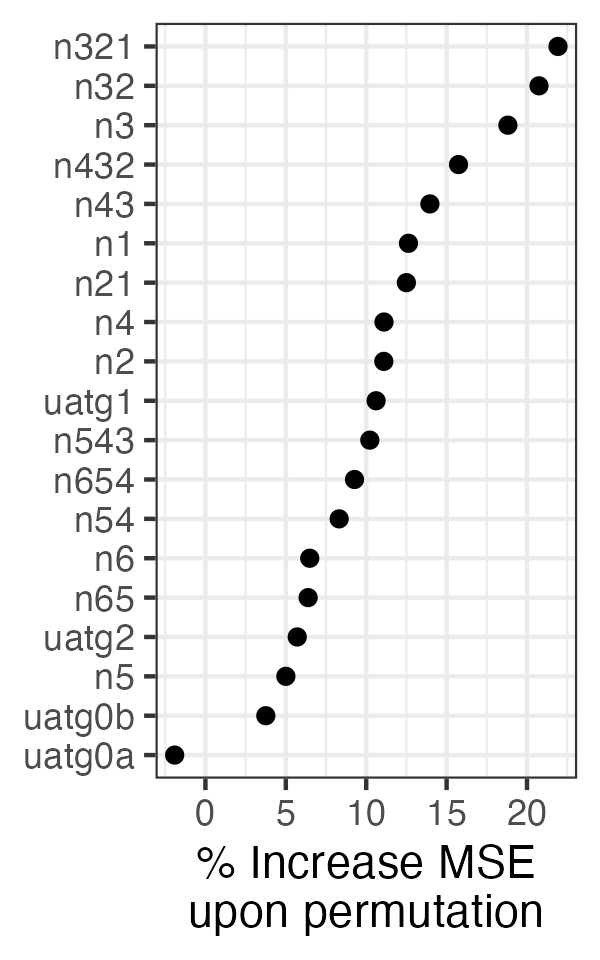 n321
n32
n3
n432
n43
n1
n21
n4
n2
uatg1
n543
n654
n54
n6
n65
uatg2
n5
uatg0b
uatg0a
0 5 10 15 20
% Increase MSE
upon permutation